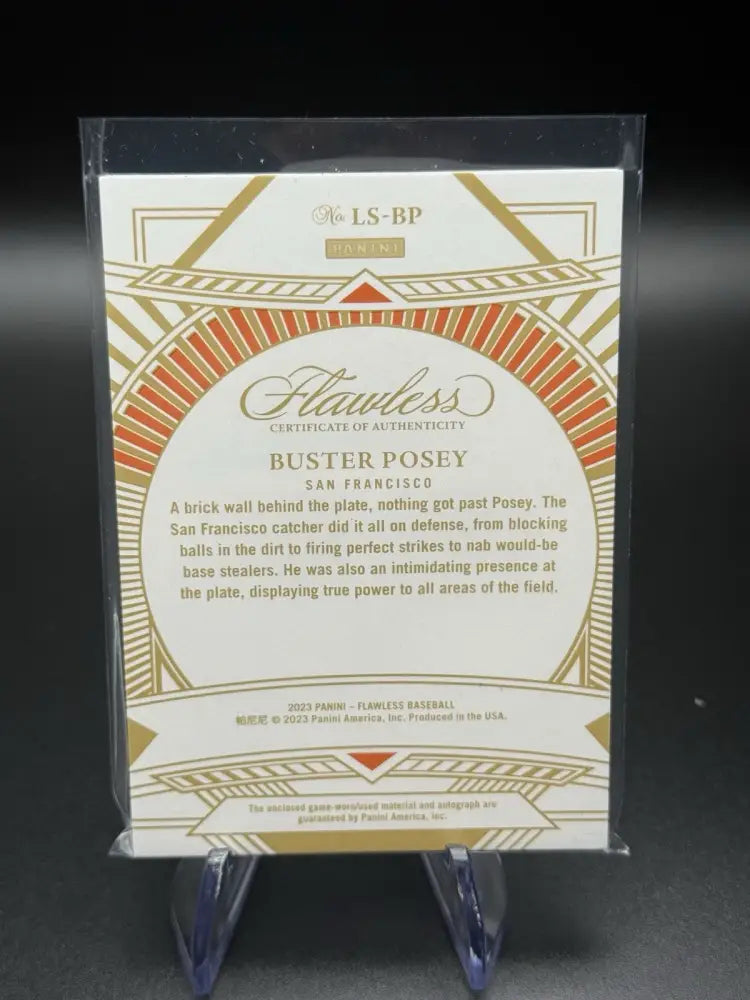 No. LS-BP
PANINI
Flawless
CERTIFICATE OF AUTHENTICITY
BUSTER POSEY
SAN FRANCISCO
A brick wall behind the plate, nothing got past Posey. The
San Francisco catcher did it all on defense, from blocking
balls in the dirt to firing perfect strikes to nab would-be
base stealers. He was also an intimidating presence at
the plate, displaying true power to all areas of the field.
2023 PANINI – FLAWLESS BASEBALL
帕尼尼 © 2023 Panini America, Inc. Produced in the USA.
The enclosed game-worn/used material and autograph are
guaranteed by Panini America, Inc.